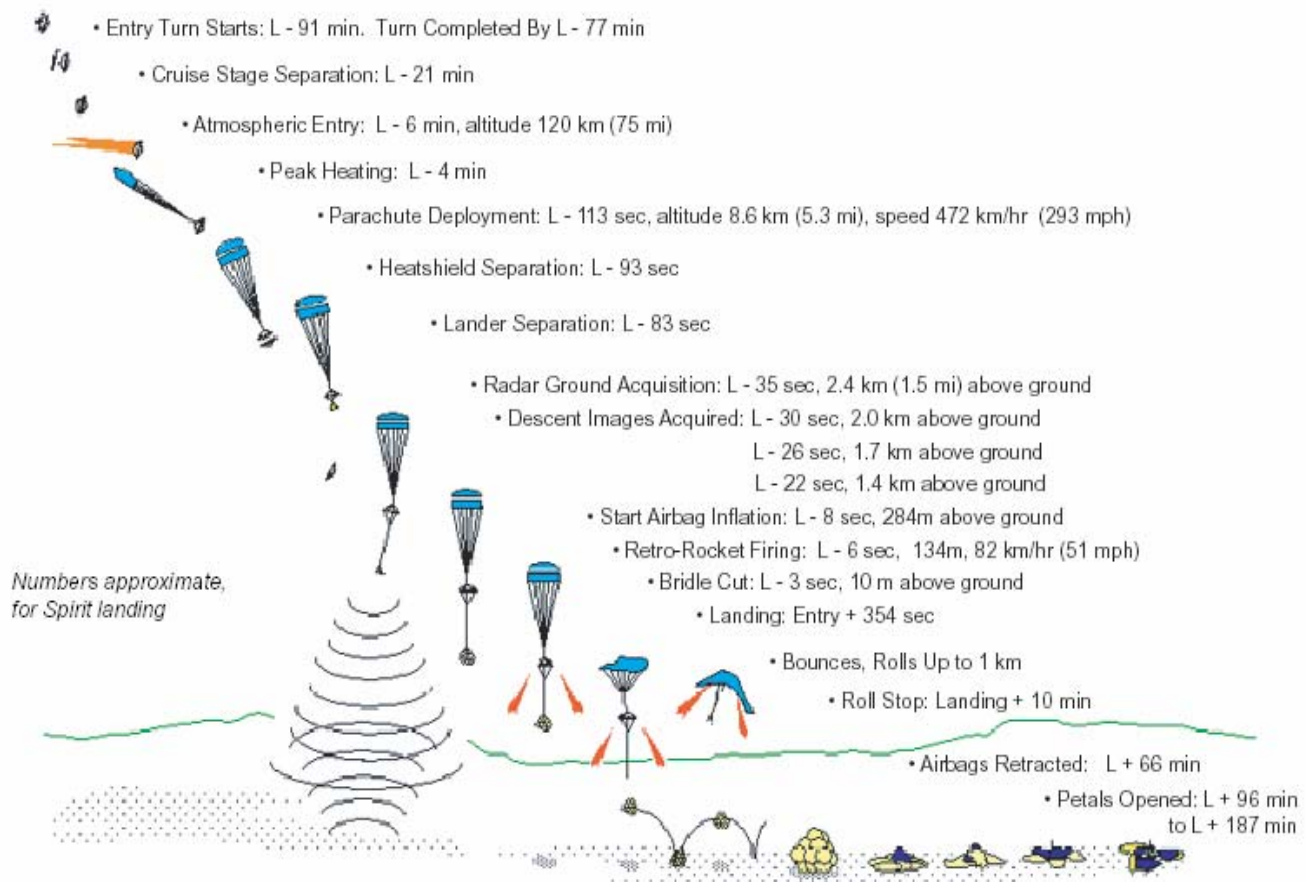 • Entry Turn Starts: L - 91 min.  Turn Completed By L - 77 min
• Cruise Stage Separation: L - 21 min
• Atmospheric Entry:  L - 6 min, altitude 120 km (75 mi)
• Peak Heating:  L - 4 min
• Parachute Deployment:  L - 113 sec, altitude 8.6 km (5.3 mi), speed 472 km/hr  (293 mph)
• Heatshield Separation: L - 93 sec
• Lander Separation: L - 83 sec
• Radar Ground Acquisition: L - 35 sec, 2.4 km (1.5 mi) above ground
• Descent Images Acquired:  L - 30 sec, 2.0 km above ground
L - 26 sec, 1.7 km above ground
L - 22 sec, 1.4 km above ground
• Start Airbag Inflation: L - 8 sec, 284m above ground
• Retro-Rocket Firing:  L - 6 sec,  134m, 82 km/hr (51 mph)
• Bridle Cut: L - 3 sec, 10 m above ground
• Landing: Entry + 354 sec
• Bounces, Rolls Up to 1 km
• Roll Stop: Landing + 10 min
• Airbags Retracted:   L + 66 min
• Petals Opened: L + 96 min
to L + 187 min
Numbers approximate,
for Spirit landing